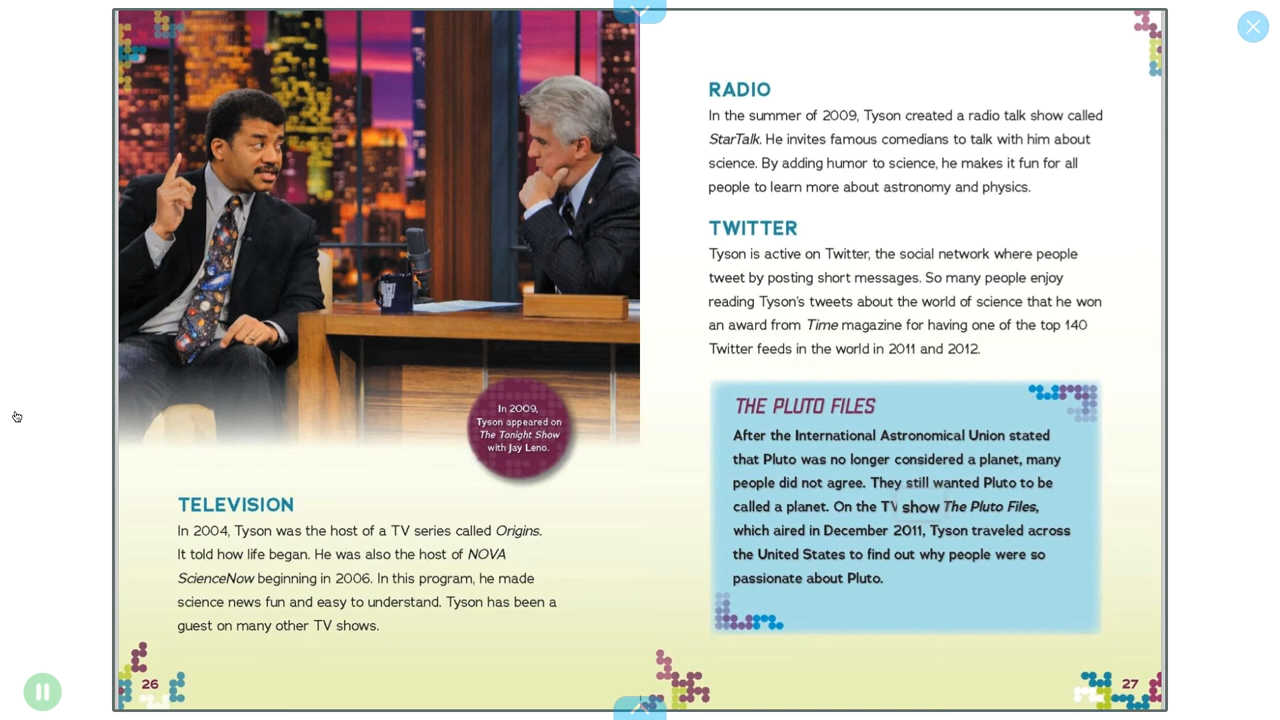 In 2009,
Tyson appeared on
The Tonight Show
with Jay Leno.
TELEVISION
In 2004, Tyson was the host of a TV series called Origins.
It told how life began. He was also the host of NOVA
ScienceNow beginning in 2006. In this program, he made
science news fun and easy to understand. Tyson has been a
guest on many other TV shows.
26
RADIO
In the summer of 2009, Tyson created a radio talk show called
StarTalk. He invites famous comedians to talk with him about
science. By adding humor to science, he makes it fun for all
people to learn more about astronomy and physics.
TWITTER
Tyson is active on Twitter, the social network where people
tweet by posting short messages. So many people enjoy
reading Tyson's tweets about the world of science that he won
an award from Time magazine for having one of the top 140
Twitter feeds in the world in 2011 and 2012.
THE PLUTO FILES
After the International Astronomical Union stated
that Pluto was no longer considered a planet, many
people did not agree. They still wanted Pluto to be
called a planet. On the TV show The Pluto Files,
which aired in December 2011, Tyson traveled across
the United States to find out why people were so
passionate about Pluto.
27